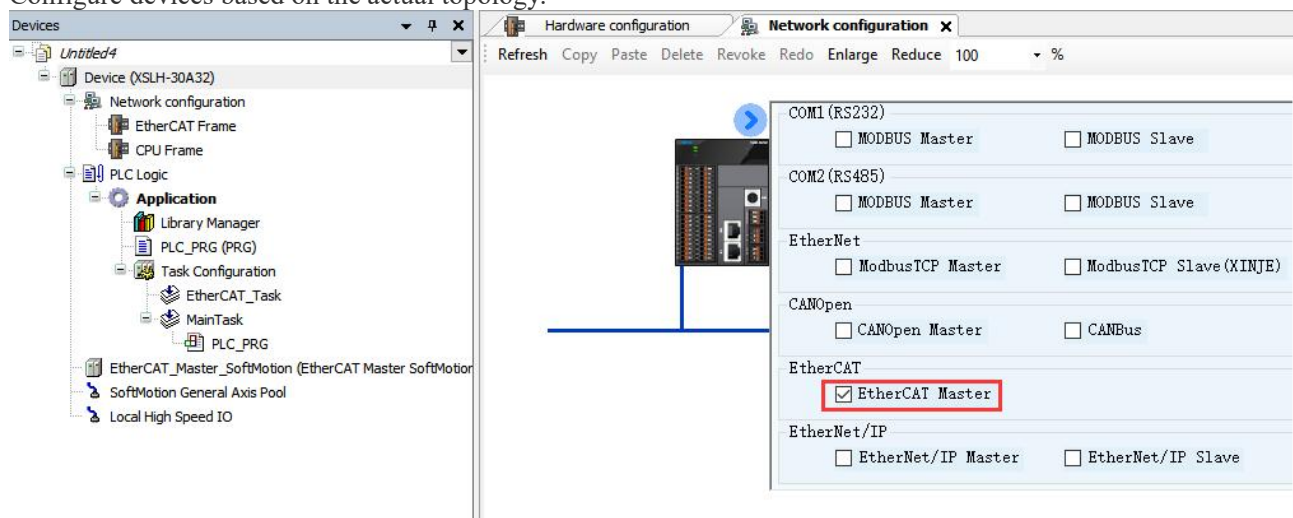 Configure devices based on the actual topology.
Devices
Hardware configuration
Network configuration
Untitled4
Refresh Copy Paste Delete Revoke Redo Enlarge Reduce 100 %
Device (XSLH-30A32)
Network configuration
EtherCAT Frame
CPU Frame
PLC Logic
Application
Library Manager
PLC_PRG (PRG)
Task Configuration
EtherCAT_Task
MainTask
PLC_PRG
EtherCAT_Master_SoftMotion (EtherCAT Master SoftMotion
SoftMotion General Axis Pool
Local High Speed IO
COM1(RS232)
MODBUS Master MODBUS Slave
COM2(RS485)
MODBUS Master MODBUS Slave
EtherNet
ModbusTCP Master ModbusTCP Slave(XINJE)
CANOpen
CANOpen Master CANBus
EtherCAT
EtherCAT Master
EtherNet/IP
EtherNet/IP Master EtherNet/IP Slave